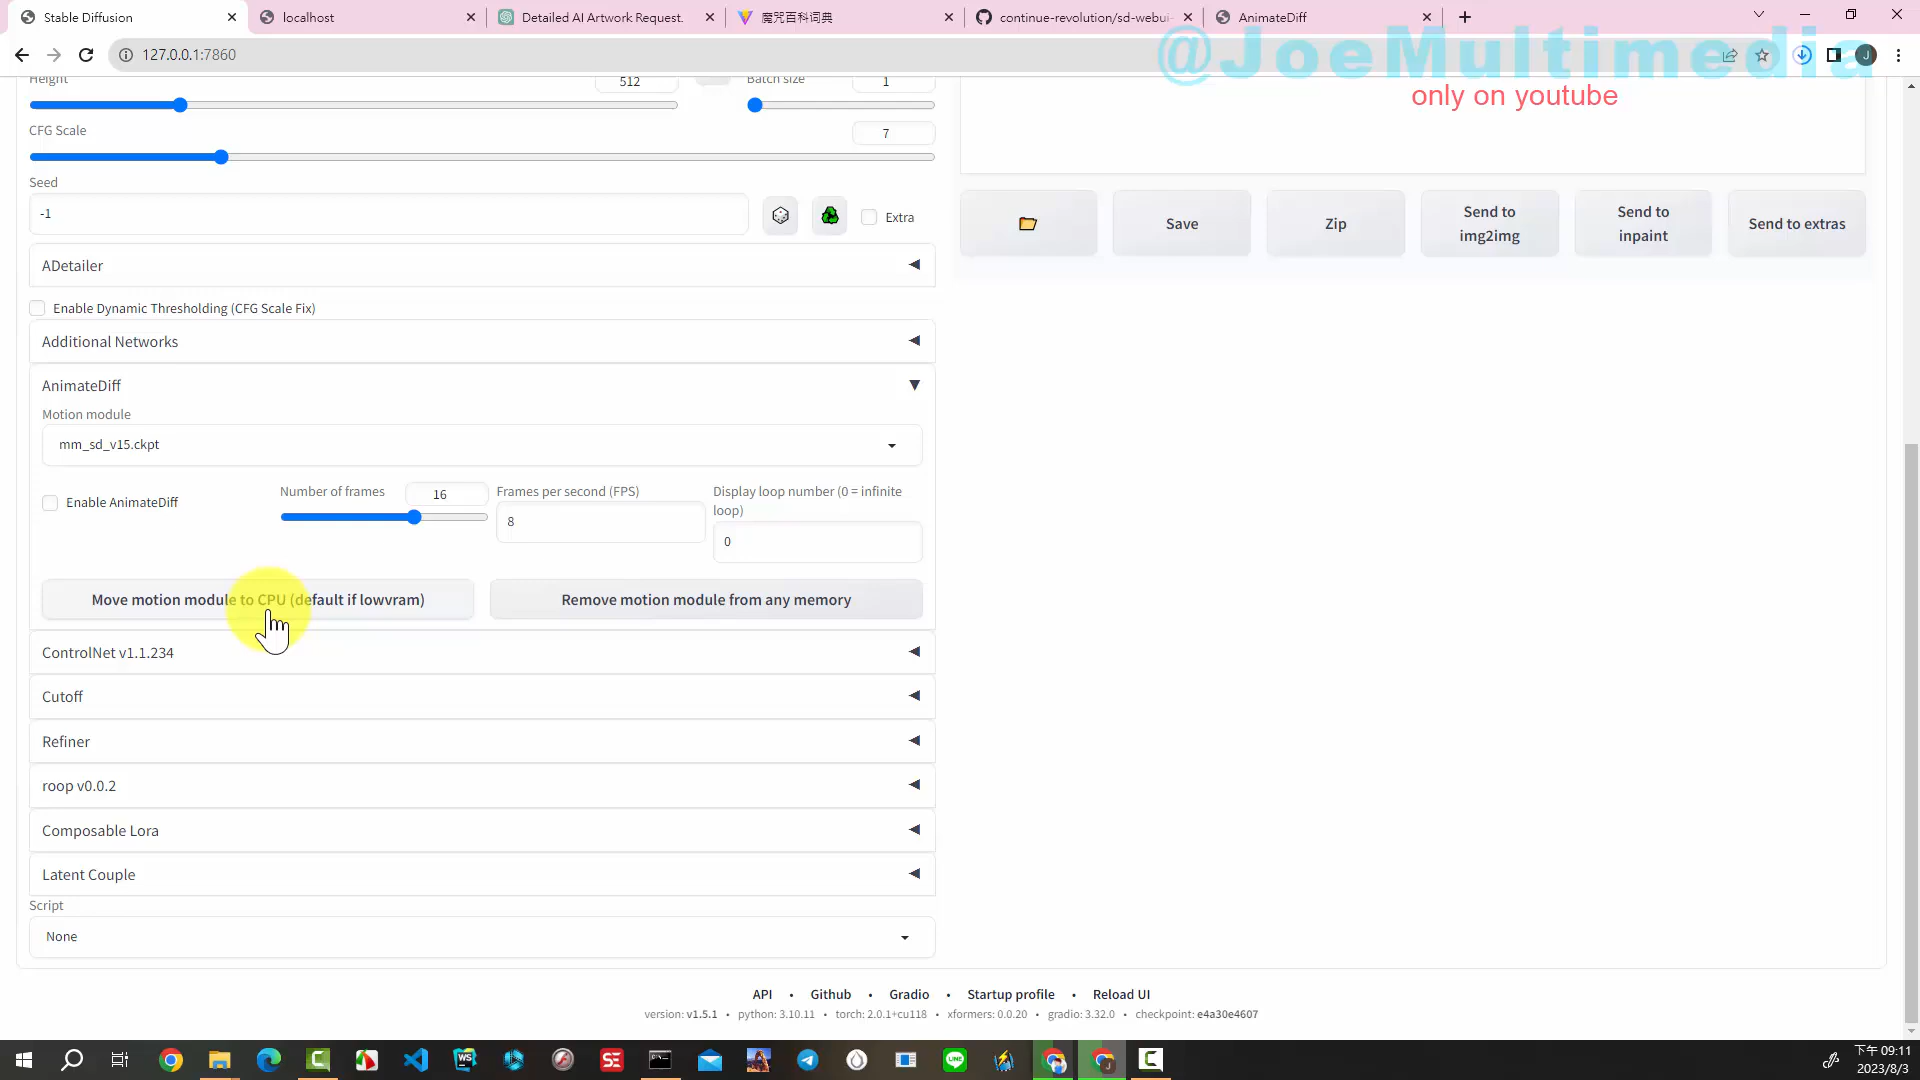 Stable Diffusion
localhost
Detailed AI Artwork Request.
魔咒百科词典
continue-revolution/sd-webui-
AnimateDiff
127.0.0.1:7860
@JoeMultimedia
only on youtube
Height
512
Batch size
1
CFG Scale
7
Seed
-1
Extra
Save
Zip
Send to img2img
Send to inpaint
Send to extras
ADetailer
Enable Dynamic Thresholding (CFG Scale Fix)
Additional Networks
AnimateDiff
Motion module
mm_sd_v15.ckpt
Enable AnimateDiff
Number of frames
16
Frames per second (FPS)
8
Display loop number (0 = infinite loop)
0
Move motion module to CPU (default if lowvram)
Remove motion module from any memory
ControlNet v1.1.234
Cutoff
Refiner
roop v0.0.2
Composable Lora
Latent Couple
Script
None
API • Github • Gradio • Startup profile • Reload UI
version: v1.5.1 • python: 3.10.11 • torch: 2.0.1+cu118 • xformers: 0.0.20 • gradio: 3.32.0 • checkpoint: e4a30e4607
下午 09:11
2023/8/3